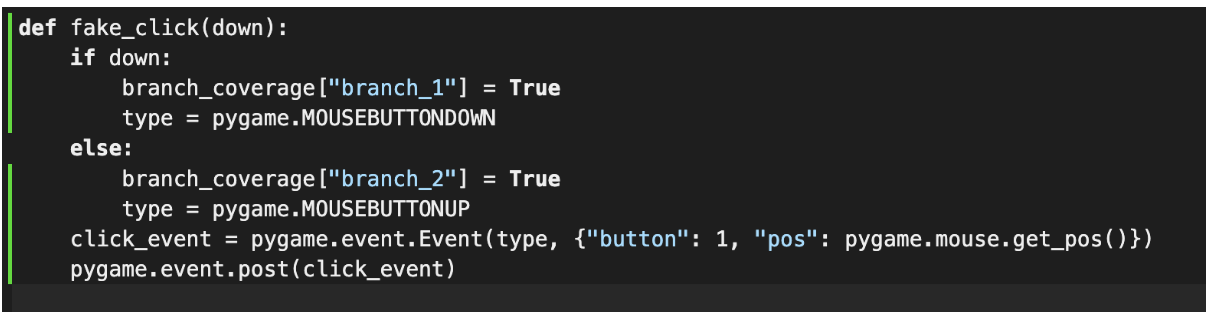 def fake_click(down):
    if down:
        branch_coverage["branch_1"] = True
        type = pygame.MOUSEBUTTONDOWN
    else:
        branch_coverage["branch_2"] = True
        type = pygame.MOUSEBUTTONUP
    click_event = pygame.event.Event(type, {"button": 1, "pos": pygame.mouse.get_pos()})
    pygame.event.post(click_event)